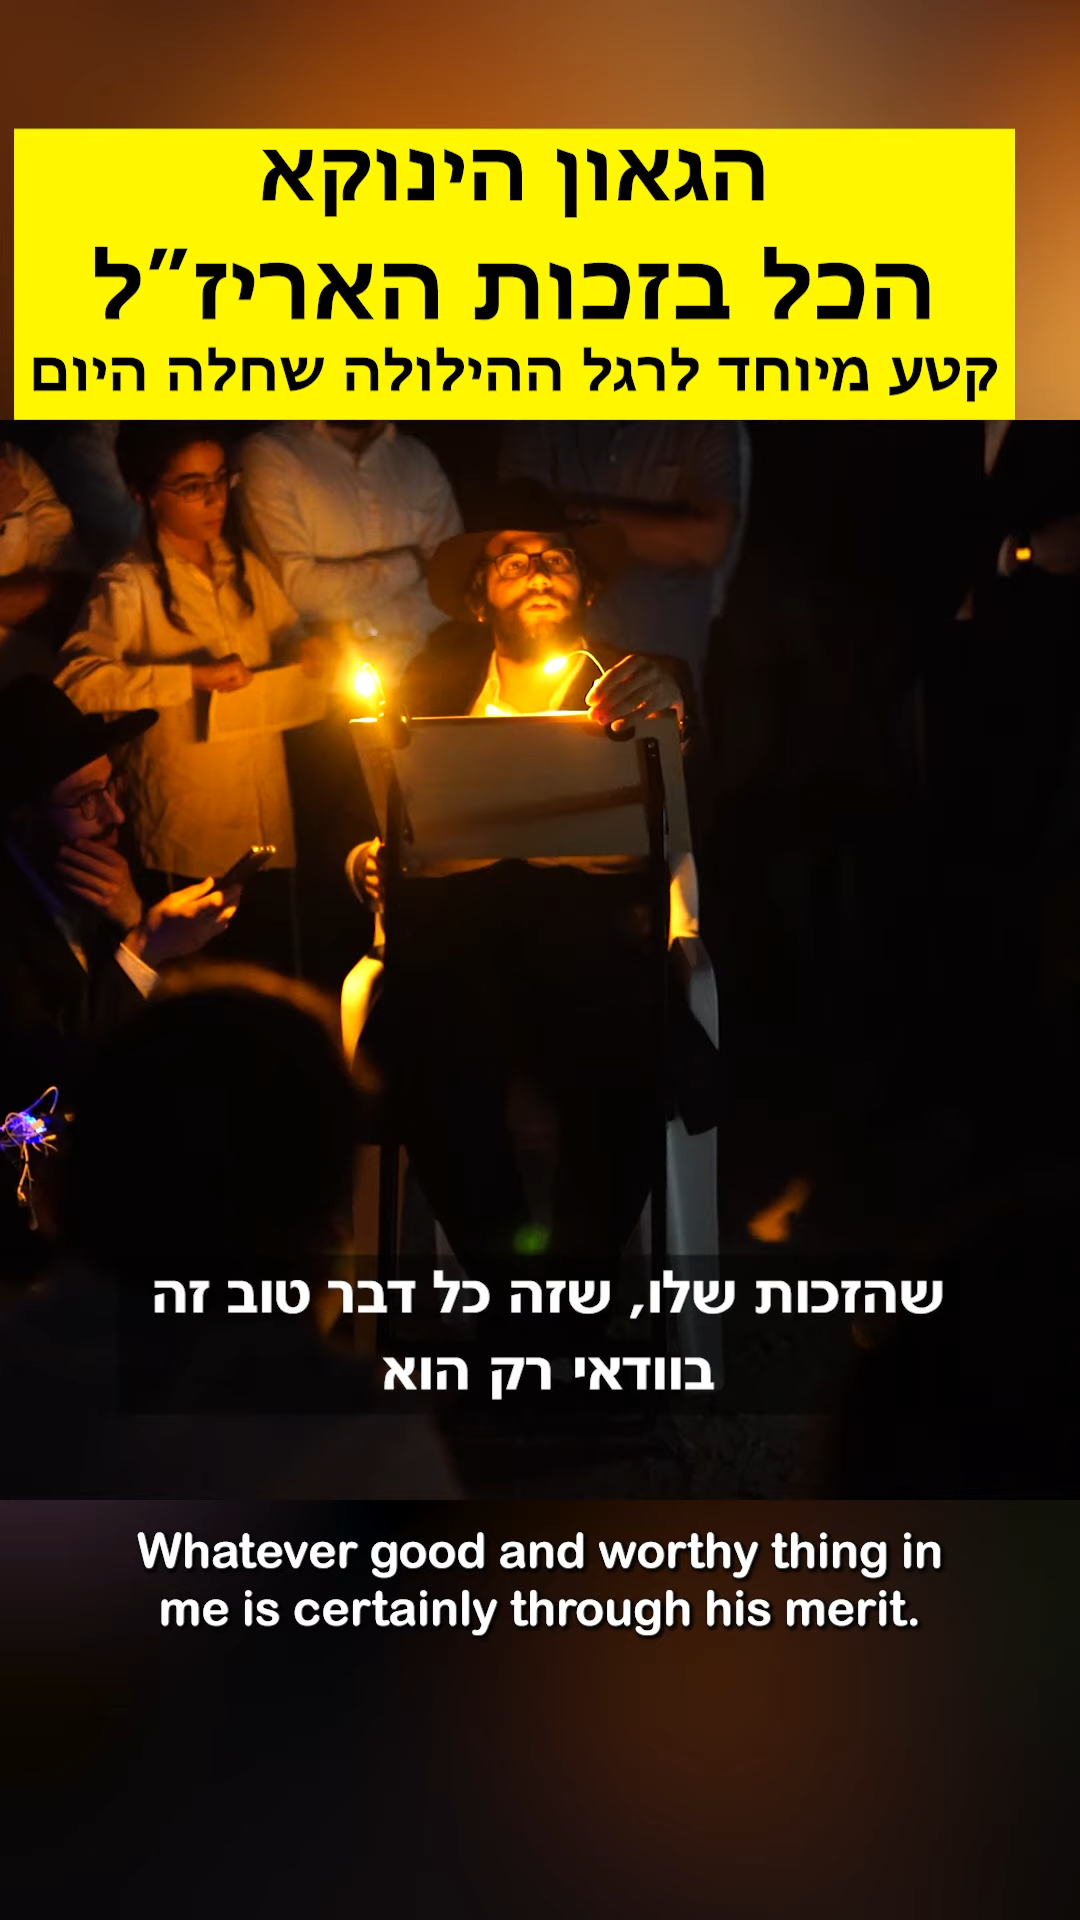 הגאון הינוקא
הכל בזכות האריז״ל
קטע מיוחד לרגל ההילולה שחלה היום
שהזכות שלו, שזה כל דבר טוב זה
בוודאי רק הוא
Whatever good and worthy thing in
me is certainly through his merit.